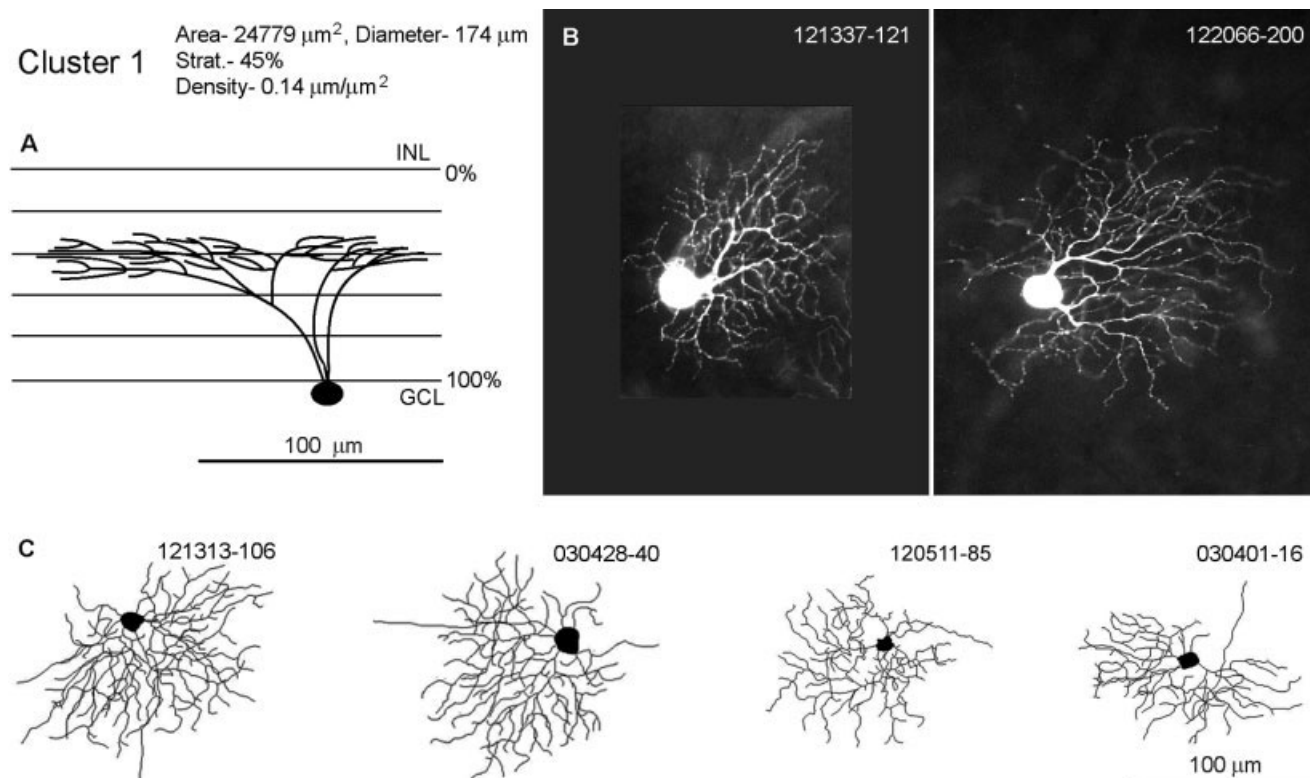 Cluster 1
Area- 24779 μm², Diameter- 174 μm
Strat.- 45%
Density- 0.14 μm/μm²
A
INL
0%
100%
GCL
100 μm
B
121337-121
122066-200
C
121313-106
030428-40
120511-85
030401-16
100 μm